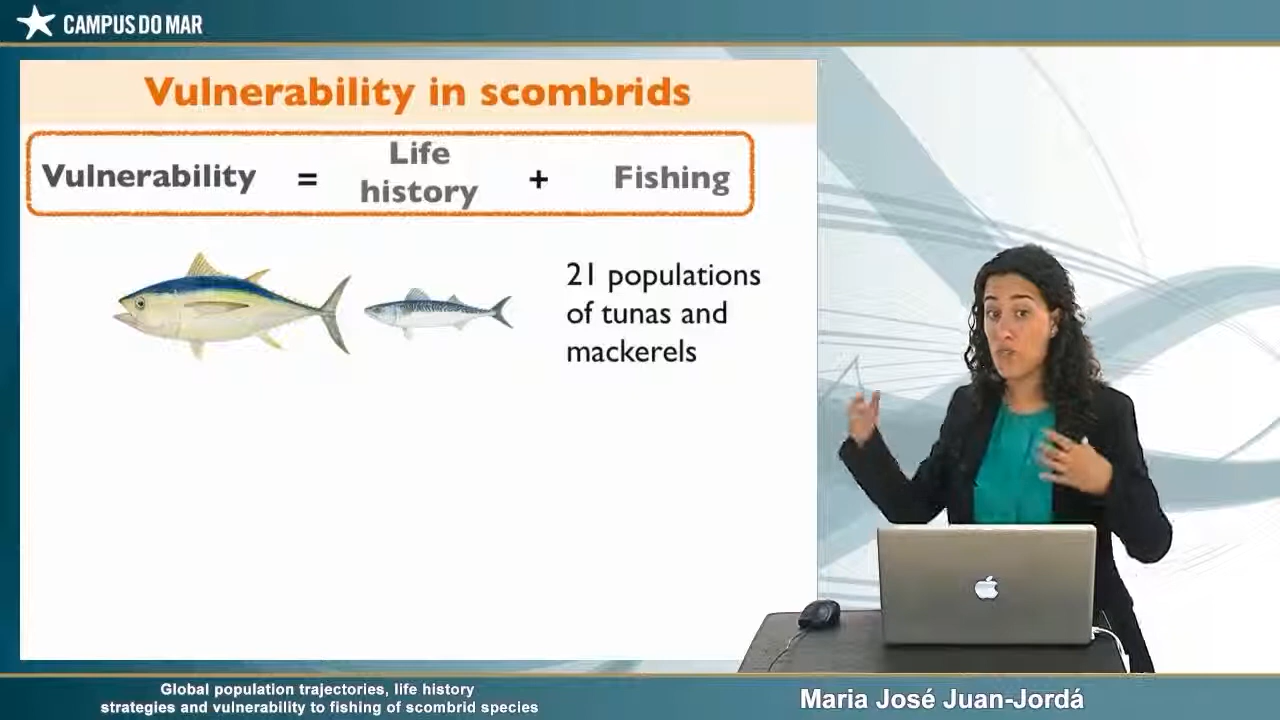 CAMPUS DO MAR
Vulnerability in scombrids
Vulnerability = Life history + Fishing
21 populations
of tunas and
mackerels
Global population trajectories, life history
strategies and vulnerability to fishing of scombrid species
Maria José Juan-Jordá